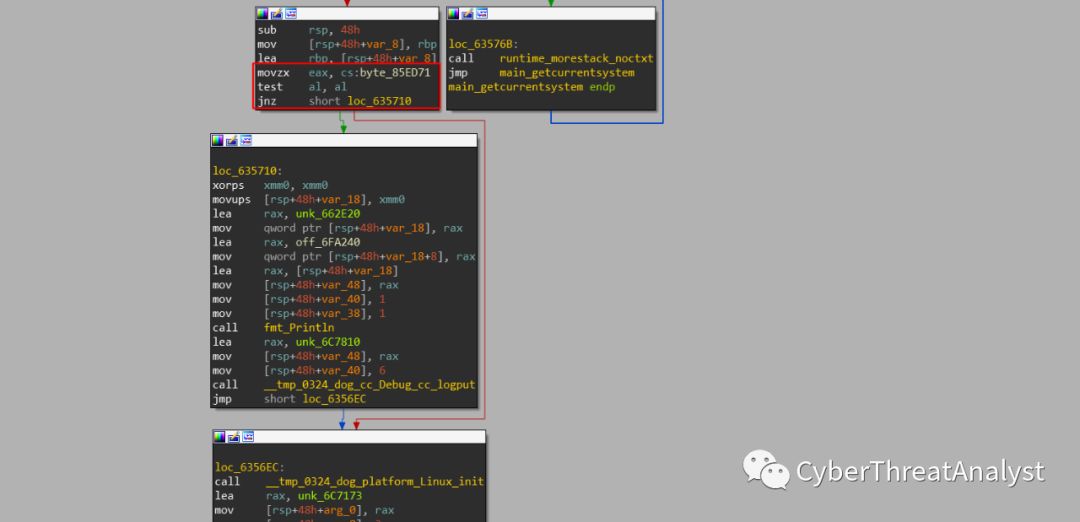 sub rsp, 48h
mov [rsp+48h+var_8], rbp
lea rbp, [rsp+48h+var_8]
movzx eax, cs:byte_85ED71
test al, al
jnz short loc_635710
loc_63576B:
call runtime_morestack_noctxt
jmp main_getcurrentsystem
main_getcurrentsystem endp
loc_635710:
xorps xmm0, xmm0
movups [rsp+48h+var_18], xmm0
lea rax, unk_662E20
mov qword ptr [rsp+48h+var_18], rax
lea rax, off_6FA240
mov qword ptr [rsp+48h+var_18+8], rax
lea rax, [rsp+48h+var_18]
mov [rsp+48h+var_48], rax
mov [rsp+48h+var_40], 1
mov [rsp+48h+var_38], 1
call fmt_Println
lea rax, unk_6C7810
mov [rsp+48h+var_48], rax
mov [rsp+48h+var_40], 6
call __tmp_0324_dog_cc_Debug_cc_logput
jmp short loc_6356EC
loc_6356EC:
call __tmp_0324_dog_platform_Linux_init
lea rax, unk_6C7173
mov [rsp+48h+arg_0], rax
CyberThreatAnalyst